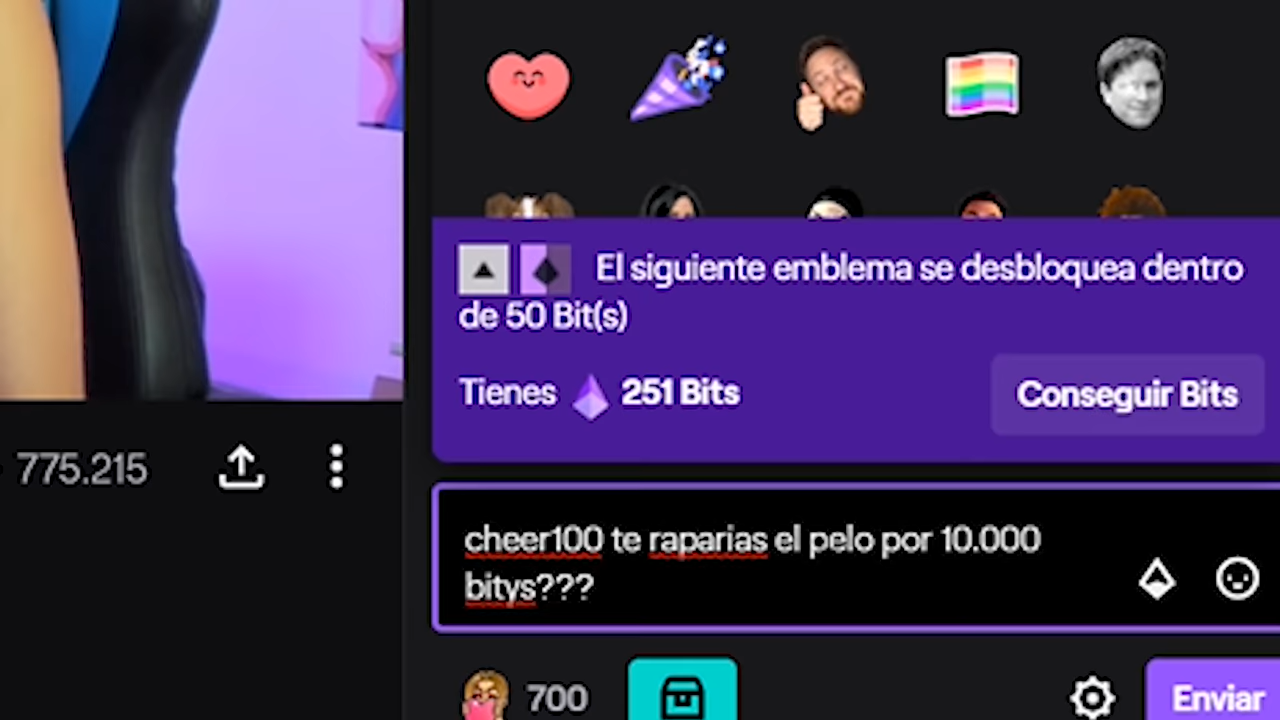 El siguiente emblema se desbloquea dentro
de 50 Bit(s)
Tienes 251 Bits
Conseguir Bits
775.215
cheer100 te raparias el pelo por 10.000
bitys???
700
Enviar